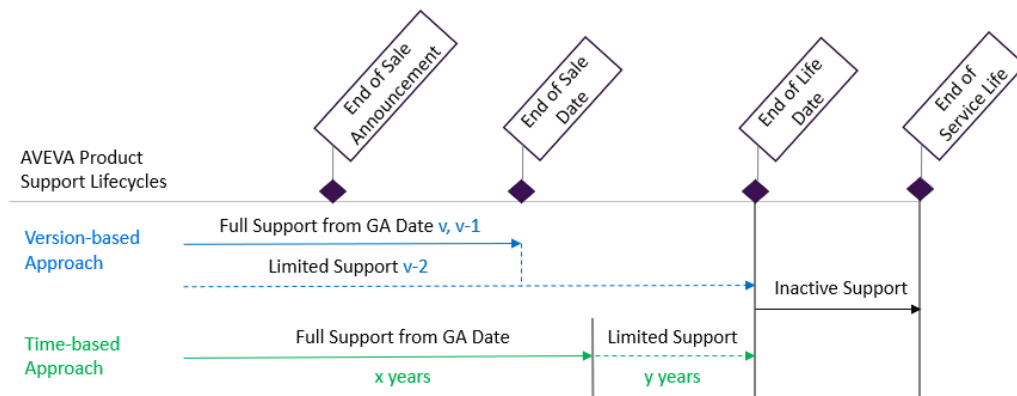 End of Sale
Announcement
End of Sale
Date
End of Life
Date
End of
Service Life
AVEVA Product
Support Lifecycles
Version-based
Approach
Full Support from GA Date v, v-1
Limited Support v-2
Inactive Support
Time-based
Approach
Full Support from GA Date
Limited Support
x years
y years